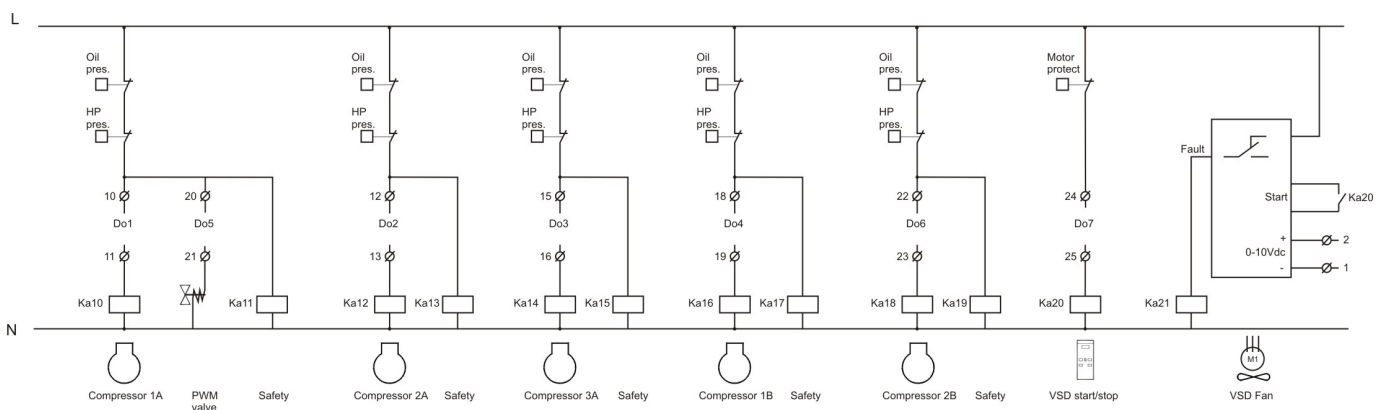 L
Oil
pres.
Oil
pres.
Oil
pres.
Oil
pres.
Oil
pres.
Motor
protect
HP
pres.
HP
pres.
HP
pres.
HP
pres.
HP
pres.
Fault
10 20 12 15 18 22 24 Start Ka20
Do1 Do5 Do2 Do3 Do4 Do6 Do7
+ 2
0-10Vdc
11 21 13 16 19 23 25 - 1
Ka10 Ka11 Ka12 Ka13 Ka14 Ka15 Ka16 Ka17 Ka18 Ka19 Ka20 Ka21
N
M1
Compressor 1A PWM
valve Safety Compressor 2A Safety Compressor 3A Safety Compressor 1B Safety Compressor 2B Safety VSD start/stop VSD Fan